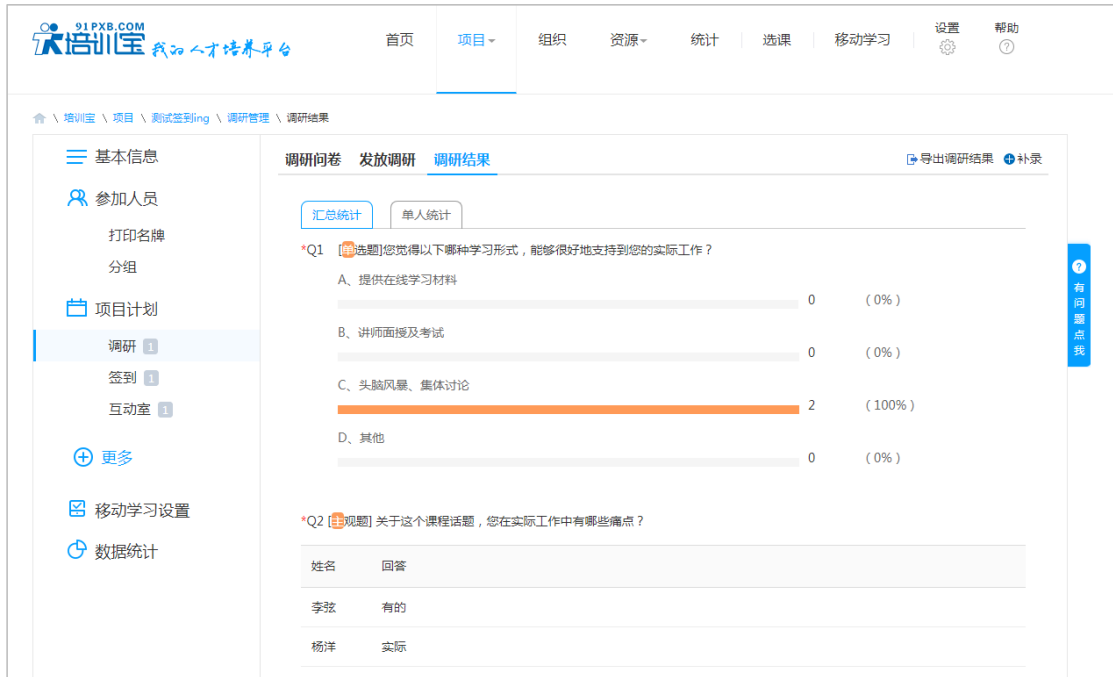 91PXB.COM
培训宝 我的人才培养平台
首页 项目 组织 资源 统计 选课 移动学习 设置 帮助
\ 培训宝 \ 项目 \ 测试签到ing \ 调研管理 \ 调研结果
基本信息
参加人员
打印名牌
分组
项目计划
调研 1
签到 1
互动室 1
更多
移动学习设置
数据统计
调研问卷 发放调研 调研结果 导出调研结果 补录
汇总统计 单人统计
*Q1 [单选题]您觉得以下哪种学习形式，能够很好地支持到您的实际工作？
A、提供在线学习材料
0 （0%）
B、讲师面授及考试
0 （0%）
C、头脑风暴、集体讨论
2 （100%）
D、其他
0 （0%）
*Q2 [主观题] 关于这个课程话题，您在实际工作中有哪些痛点？
姓名 回答
李弦 有的
杨洋 实际
? 有问题点我